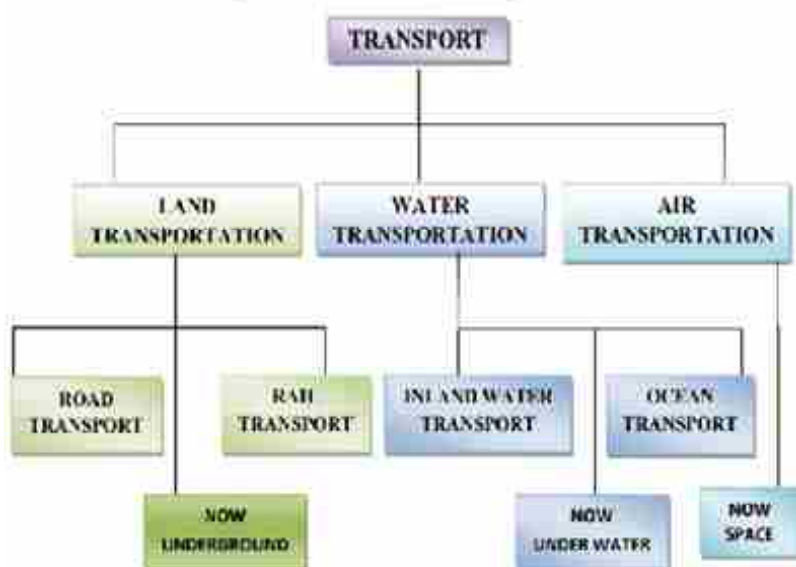 TRANSPORT
LAND
TRANSPORTATION
WATER
TRANSPORTATION
AIR
TRANSPORTATION
ROAD
TRANSPORT
RAIL
TRANSPORT
INLAND WATER
TRANSPORT
OCEAN
TRANSPORT
NOW
UNDERGROUND
NOW
UNDER WATER
NOW
SPACE